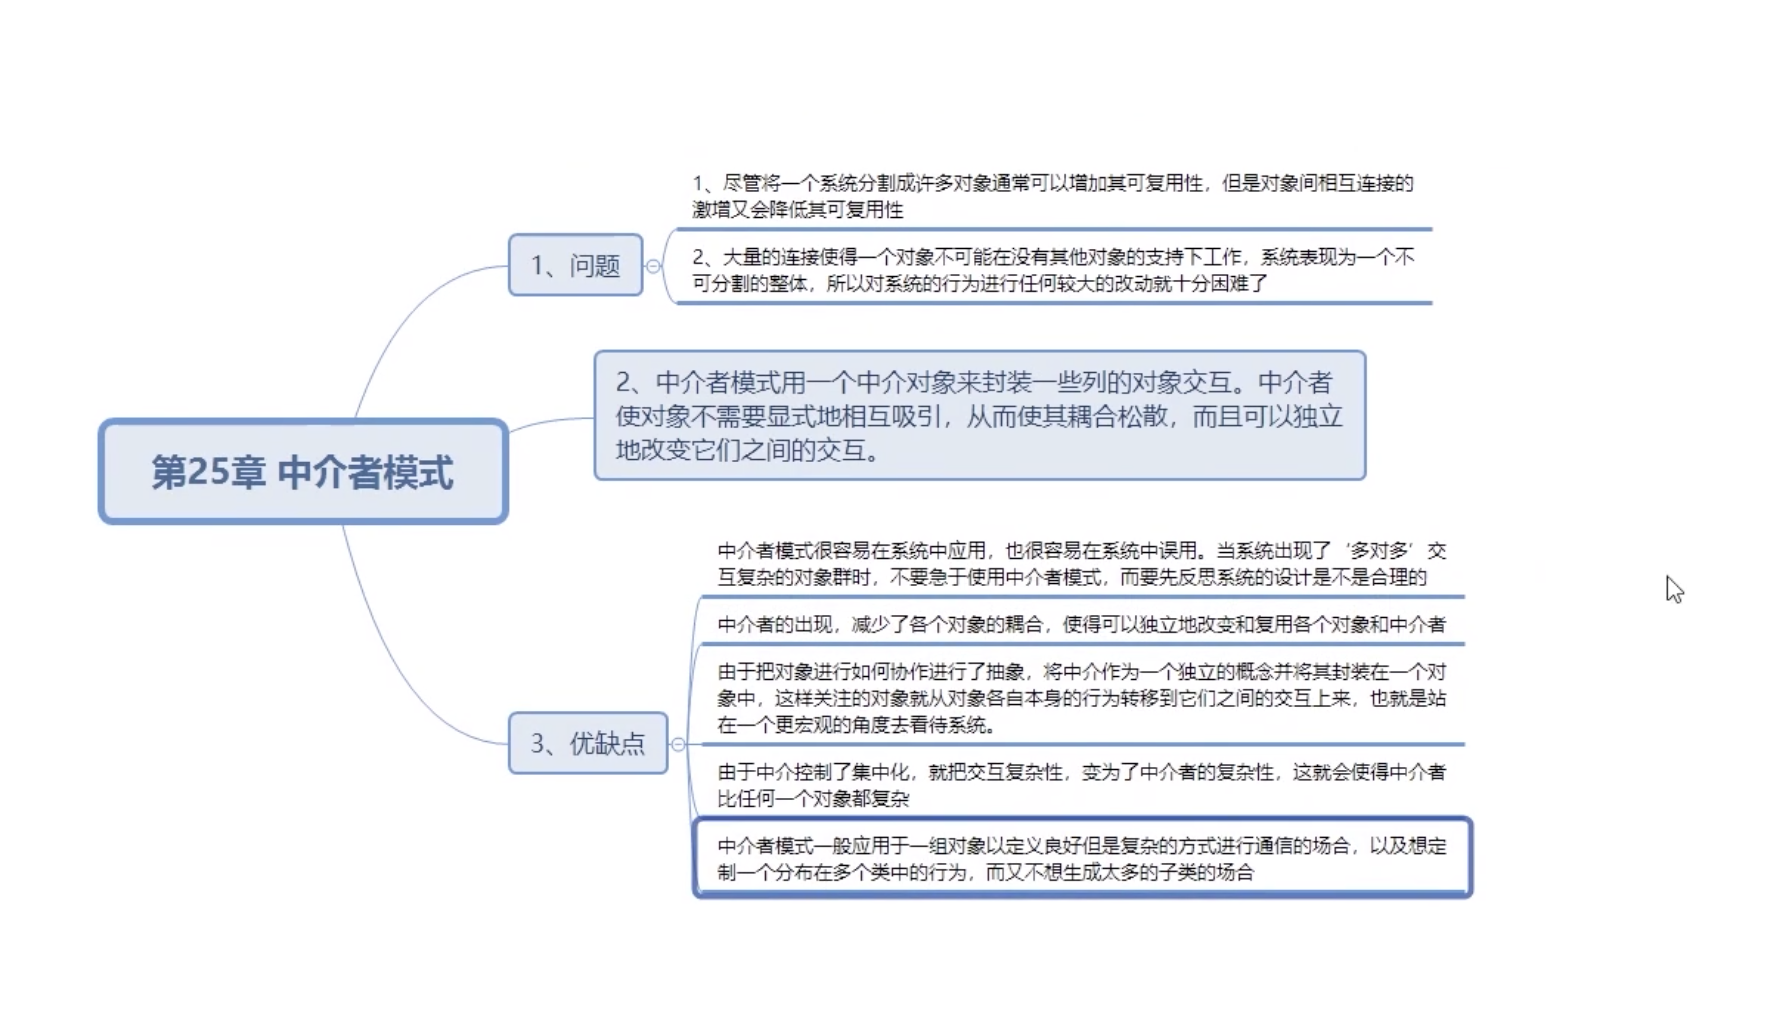 1、尽管将一个系统分割成许多对象通常可以增加其可复用性，但是对象间相互连接的
激增又会降低其可复用性
1、问题
2、大量的连接使得一个对象不可能在没有其他对象的支持下工作，系统表现为一个不
可分割的整体，所以对系统的行为进行任何较大的改动就十分困难了
2、中介者模式用一个中介对象来封装一些列的对象交互。中介者
使对象不需要显式地相互吸引，从而使其耦合松散，而且可以独立
地改变它们之间的交互。
第25章 中介者模式
中介者模式很容易在系统中应用，也很容易在系统中误用。当系统出现了‘多对多’交
互复杂的对象群时，不要急于使用中介者模式，而要先反思系统的设计是不是合理的
中介者的出现，减少了各个对象的耦合，使得可以独立地改变和复用各个对象和中介者
由于把对象进行如何协作进行了抽象，将中介作为一个独立的概念并将其封装在一个对
象中，这样关注的对象就从对象各自本身的行为转移到它们之间的交互上来，也就是站
在一个更宏观的角度去看待系统。
3、优缺点
由于中介控制了集中化，就把交互复杂性，变为了中介者的复杂性，这就会使得中介者
比任何一个对象都复杂
中介者模式一般应用于一组对象以定义良好但是复杂的方式进行通信的场合，以及想定
制一个分布在多个类中的行为，而又不想生成太多的子类的场合